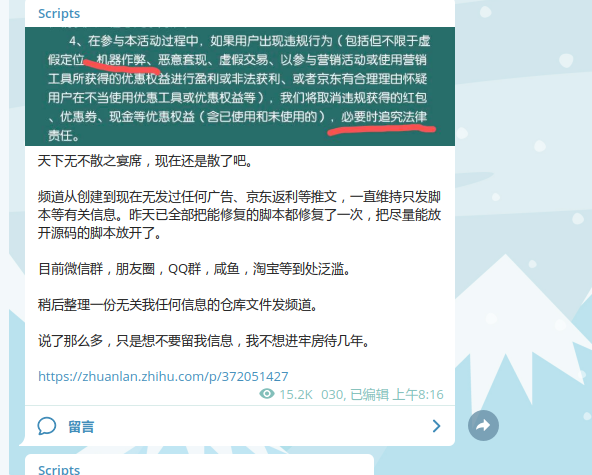 Scripts
4、在参与本活动过程中，如果用户出现违规行为（包括但不限于虚
假定位、机器作弊、恶意套现、虚假交易、以参与营销活动或使用营销
工具所获得的优惠权益进行盈利或非法获利、或者京东有合理理由怀疑
用户在不当使用优惠工具或优惠权益等），我们将取消违规获得的红包
、优惠券、现金等优惠权益（含已使用和未使用的），必要时追究法律
责任。
天下无不散之宴席，现在还是散了吧。
频道从创建到现在无发过任何广告、京东返利等推文，一直维持只发脚
本等有关信息。昨天已全部把能修复的脚本都修复了一次，把尽量能放
开源码的脚本放开了。
目前微信群，朋友圈，QQ群，咸鱼，淘宝等到处泛滥。
稍后整理一份无关我任何信息的仓库文件发频道。
说了那么多，只是想不要留我信息，我不想进牢房待几年。
https://zhuanlan.zhihu.com/p/372051427
15.2K 030, 已编辑 上午8:16
留言
Scripts